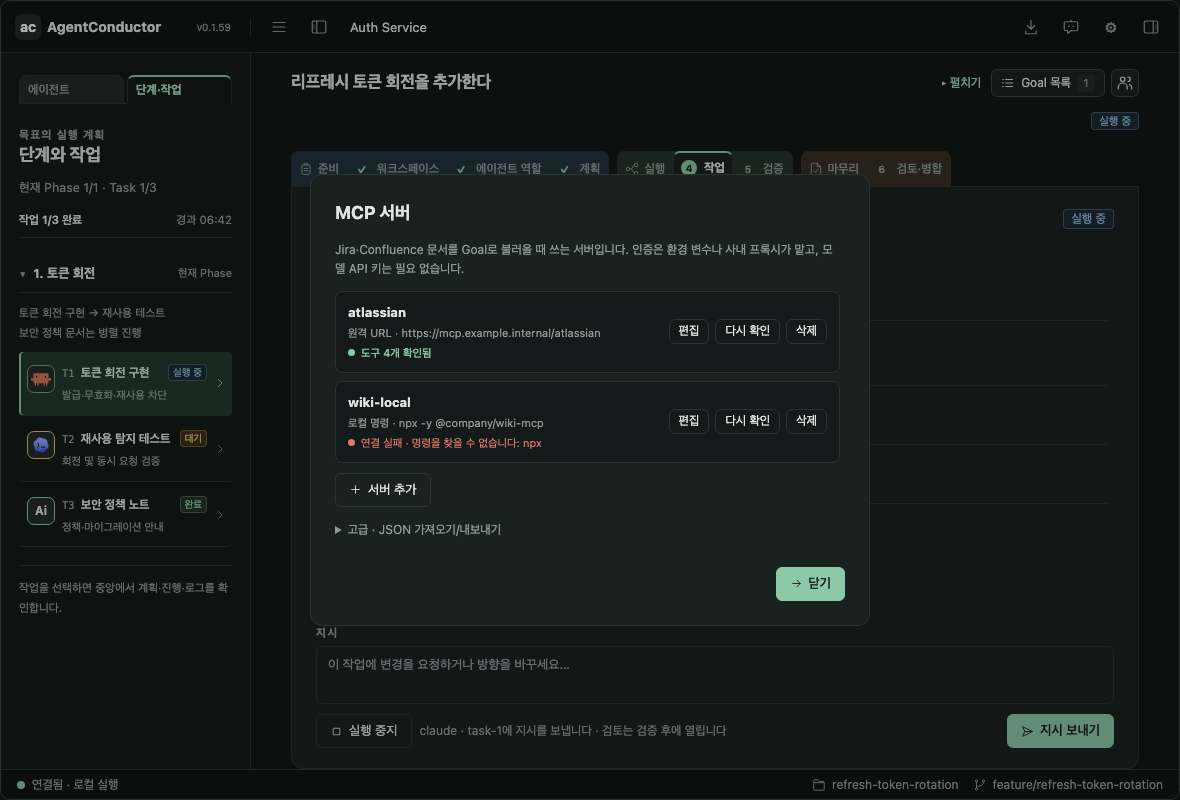 ac AgentConductor v0.1.59 Auth Service
에이전트 단계·작업
목표의 실행 계획
단계와 작업
현재 Phase 1/1 · Task 1/3
작업 1/3 완료 경과 06:42
1. 토큰 회전 현재 Phase
토큰 회전 구현 → 재사용 테스트
보안 정책 문서는 병렬 진행
T1 토큰 회전 구현 실행 중
발급·무효화·재사용 차단
T2 재사용 탐지 테스트 대기
회전 및 동시 요청 검증
Ai T3 보안 정책 노트 완료
정책·마이그레이션 안내
작업을 선택하면 중앙에서 계획·진행·로그를 확
인합니다.
리프레시 토큰 회전을 추가한다
펼치기 Goal 목록 1
실행 중
준비 ✓ 워크스페이스 ✓ 에이전트 역할 ✓ 계획 실행 4 작업 5 검증 마무리 6 검토·병합
실행 중
MCP 서버
Jira·Confluence 문서를 Goal로 불러올 때 쓰는 서버입니다. 인증은 환경 변수나 사내 프록시가 맡고, 모
델 API 키는 필요 없습니다.
atlassian
원격 URL · https://mcp.example.internal/atlassian
도구 4개 확인됨
편집 다시 확인 삭제
wiki-local
로컬 명령 · npx -y @company/wiki-mcp
연결 실패 · 명령을 찾을 수 없습니다: npx
편집 다시 확인 삭제
+ 서버 추가
고급 · JSON 가져오기/내보내기
→ 닫기
지시
이 작업에 변경을 요청하거나 방향을 바꾸세요...
실행 중지 claude · task-1에 지시를 보냅니다 · 검토는 검증 후에 열립니다 지시 보내기
연결됨 · 로컬 실행 refresh-token-rotation feature/refresh-token-rotation